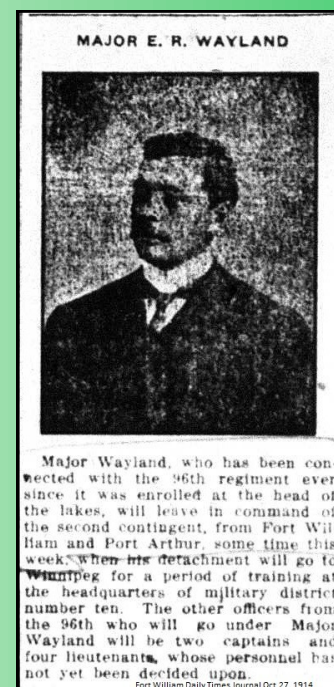 MAJOR E. R. WAYLAND
Major Wayland, who has been con-
nected with the 96th regiment ever
since it was enrolled at the head of
the lakes, will leave in command of
the second contingent, from Fort Wil-
liam and Port Arthur, some time this
week, when his detachment will go to
Winnipeg for a period of training at
the headquarters of military district
number ten. The other officers from
the 96th who will go under Major
Wayland will be two captains and
four lieutenants, whose personnel has
not yet been decided upon.
Fort William Daily Times Journal Oct 27, 1914